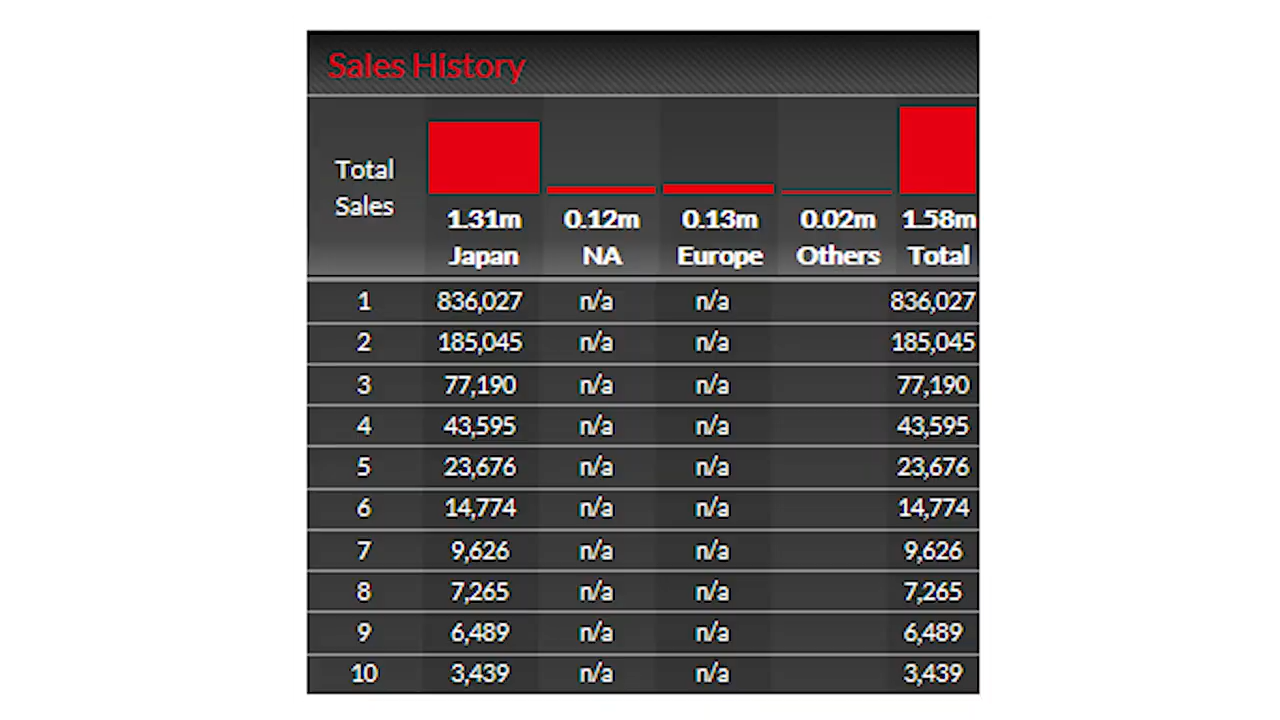 Sales History
Total Sales
1.31m 0.12m 0.13m 0.02m 1.58m
Japan NA Europe Others Total
1 836,027 n/a n/a 836,027
2 185,045 n/a n/a 185,045
3 77,190 n/a n/a 77,190
4 43,595 n/a n/a 43,595
5 23,676 n/a n/a 23,676
6 14,774 n/a n/a 14,774
7 9,626 n/a n/a 9,626
8 7,265 n/a n/a 7,265
9 6,489 n/a n/a 6,489
10 3,439 n/a n/a 3,439